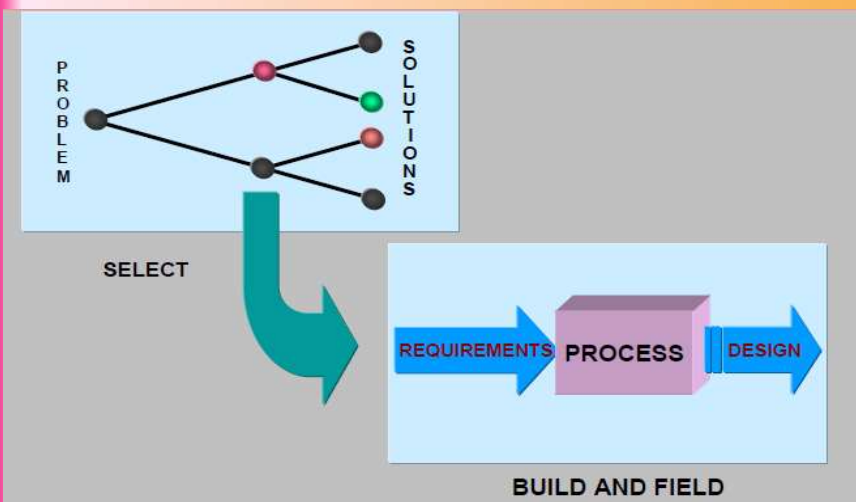 PROBLEM
SOLUTIONS
SELECT
REQUIREMENTS
PROCESS
DESIGN
BUILD AND FIELD